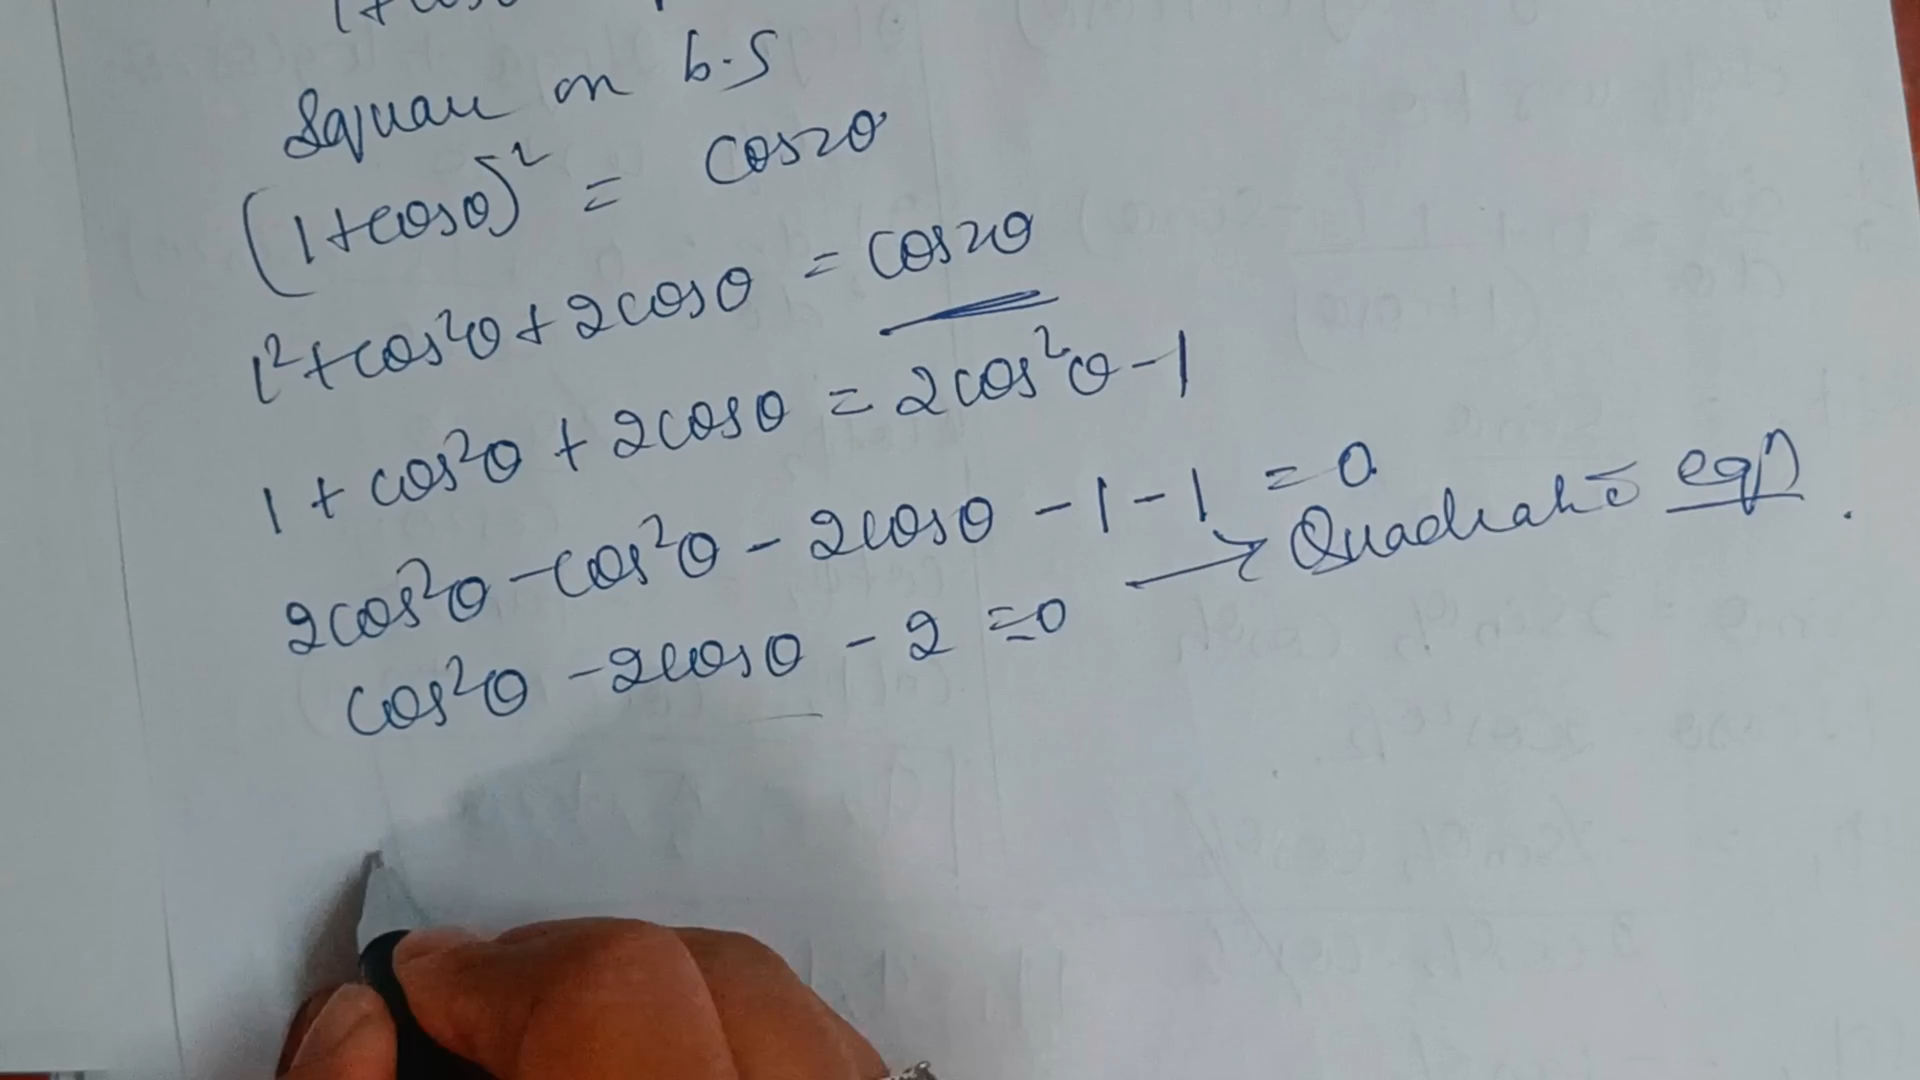 Square on b.s
(1+cosθ)² = cos2θ
1²+cos²θ+2cosθ = cos2θ
1+cos²θ+2cosθ = 2cos²θ-1
2cos²θ-cos²θ-2cosθ-1-1 = 0
cos²θ-2cosθ-2=0 → Quadratic eqn.